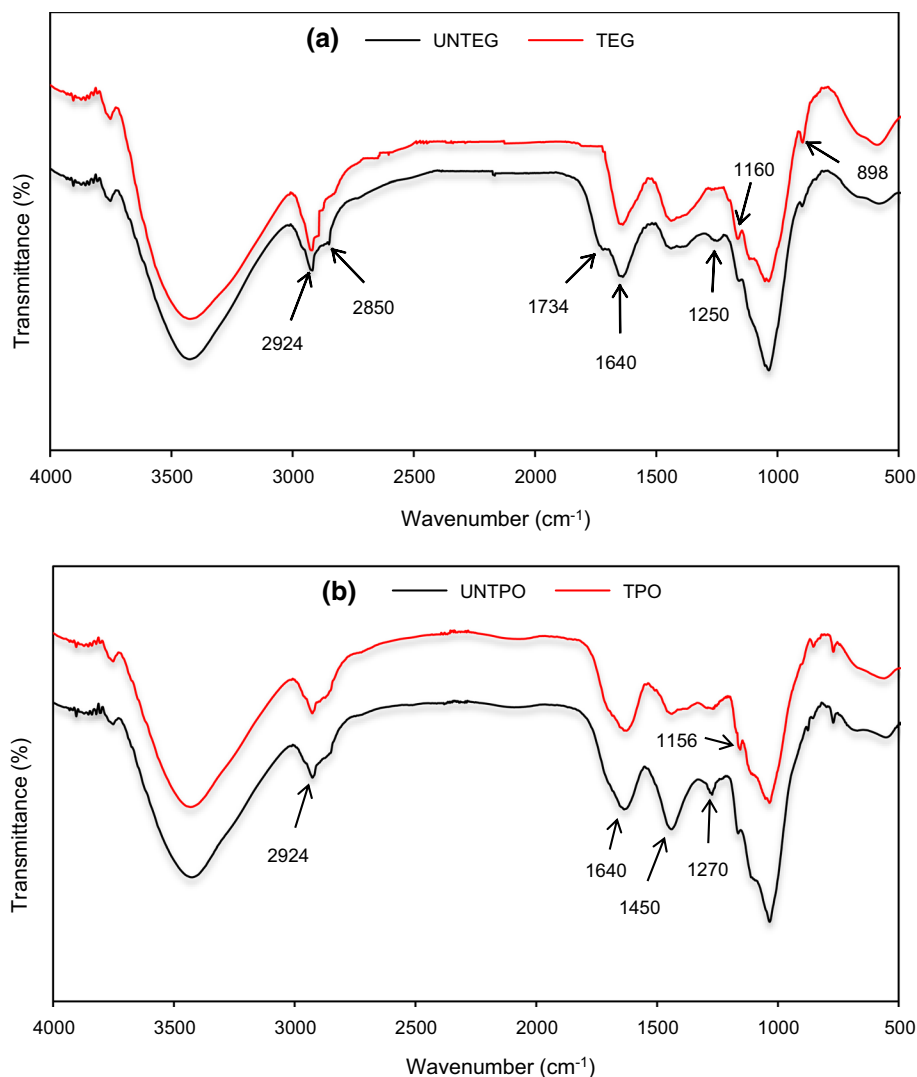 (a) UNTEG TEG
1160
898
2924
2850
1734
1640
1250
Transmittance (%)
4000 3500 3000 2500 2000 1500 1000 500
Wavenumber (cm⁻¹)
(b) UNTPO TPO
1156
2924
1640
1450
1270
Transmittance (%)
4000 3500 3000 2500 2000 1500 1000 500
Wavenumber (cm⁻¹)